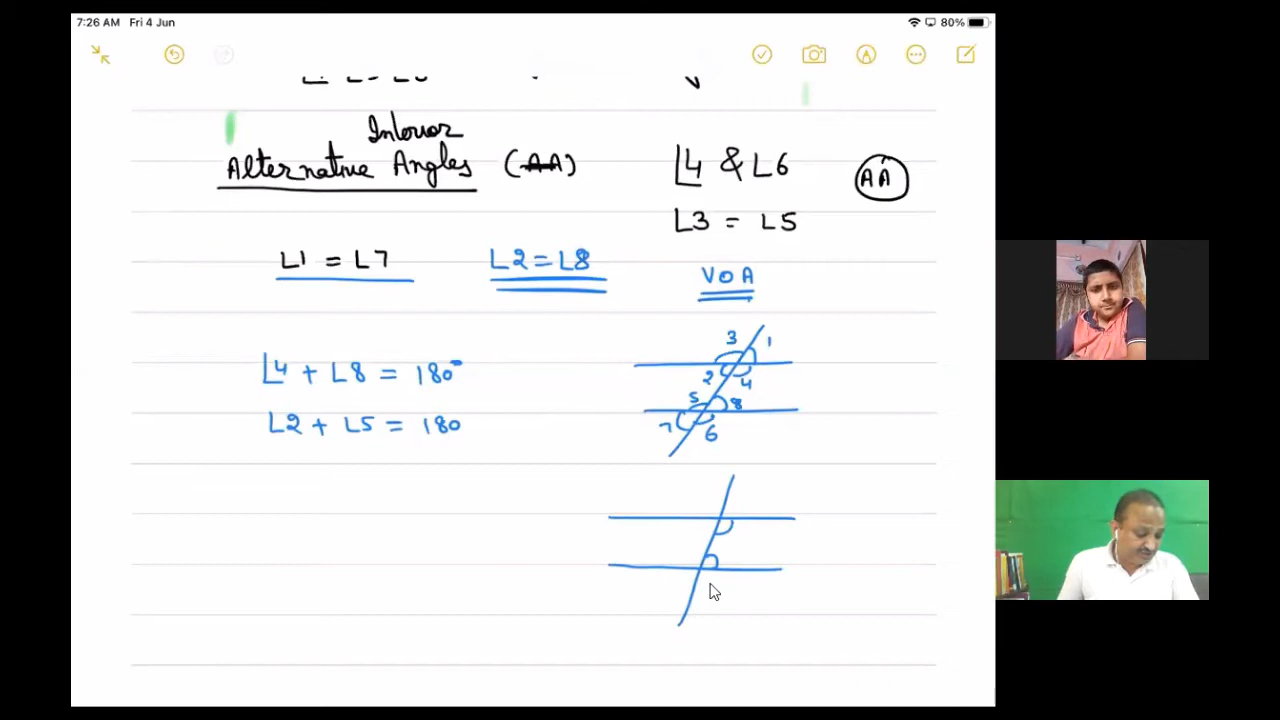 7:26 AM Fri 4 Jun 80%
Interior
Alternative Angles (AA) L4 & L6 AA
L3 = L5
L1 = L7 L2 = L8 VOA
3 1
L4 + L8 = 180° 2 4
5 8
L2 + L5 = 180 7 6